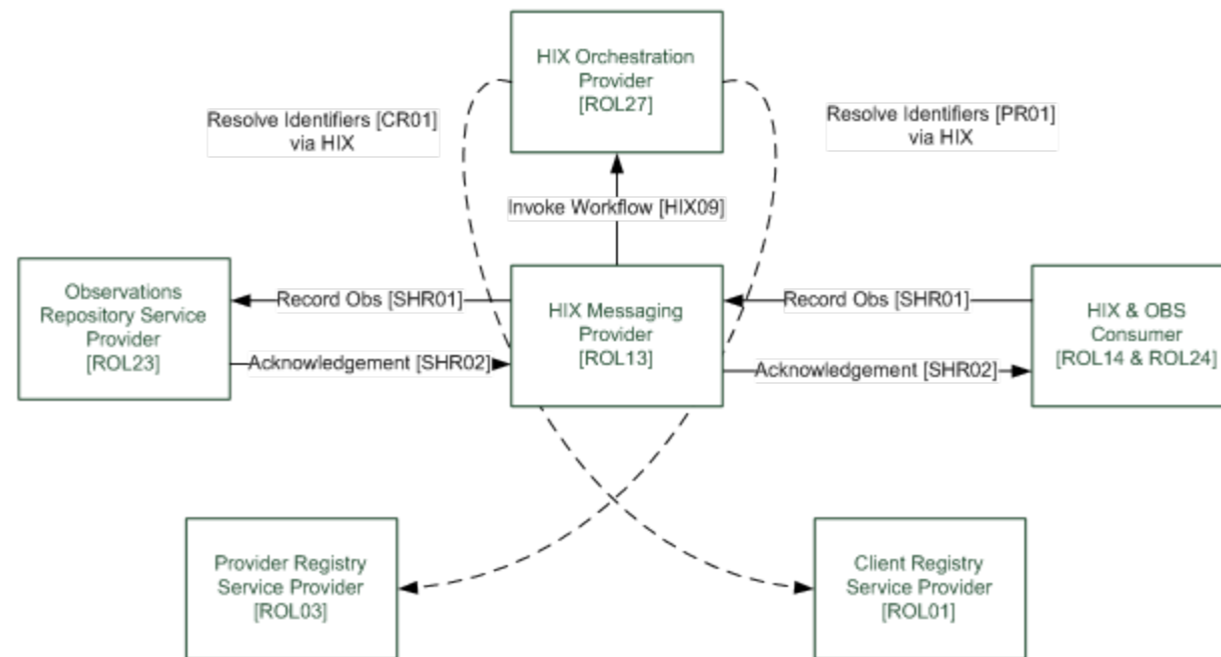 HIX Orchestration
Provider
[ROL27]
Resolve Identifiers [CR01]
via HIX
Resolve Identifiers [PR01]
via HIX
Invoke Workflow [HIX09]
Observations
Repository Service
Provider
[ROL23]
Record Obs [SHR01]
Acknowledgement [SHR02]
HIX Messaging
Provider
[ROL13]
Record Obs [SHR01]
Acknowledgement [SHR02]
HIX & OBS
Consumer
[ROL14 & ROL24]
Provider Registry
Service Provider
[ROL03]
Client Registry
Service Provider
[ROL01]